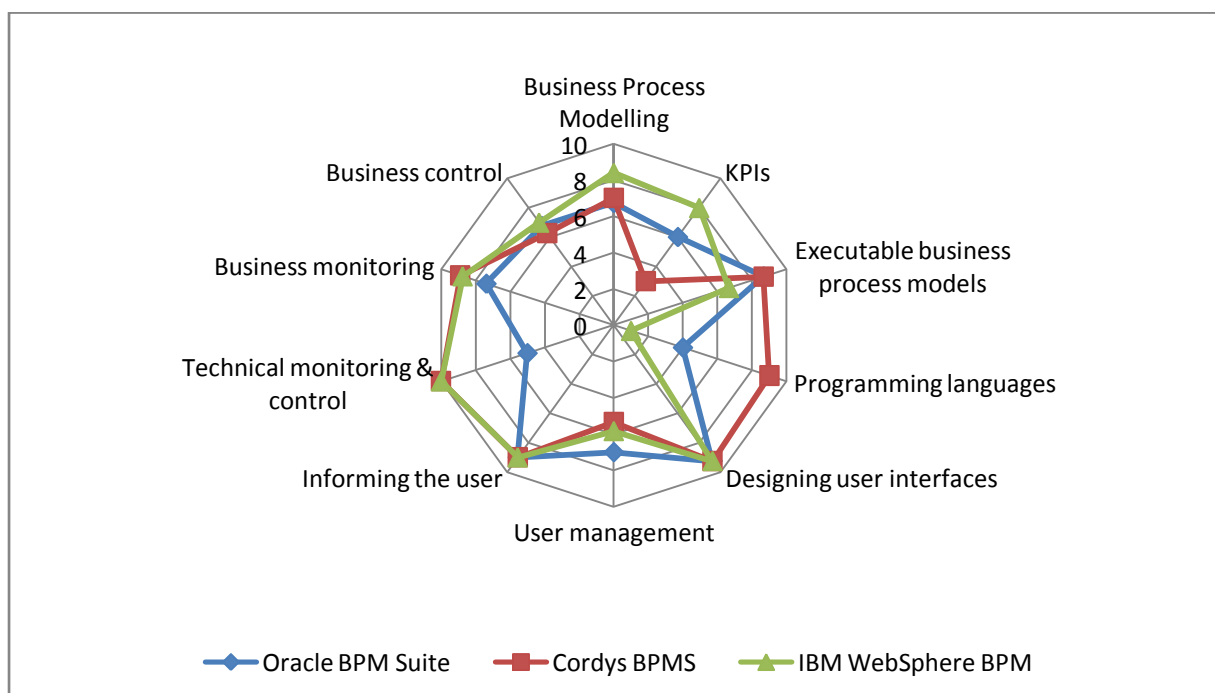 Business Process
Modelling
KPIs
Executable business
process models
Programming languages
Designing user interfaces
User management
Informing the user
Technical monitoring &
control
Business monitoring
Business control
10
8
6
4
2
0
Oracle BPM Suite
Cordys BPMS
IBM WebSphere BPM